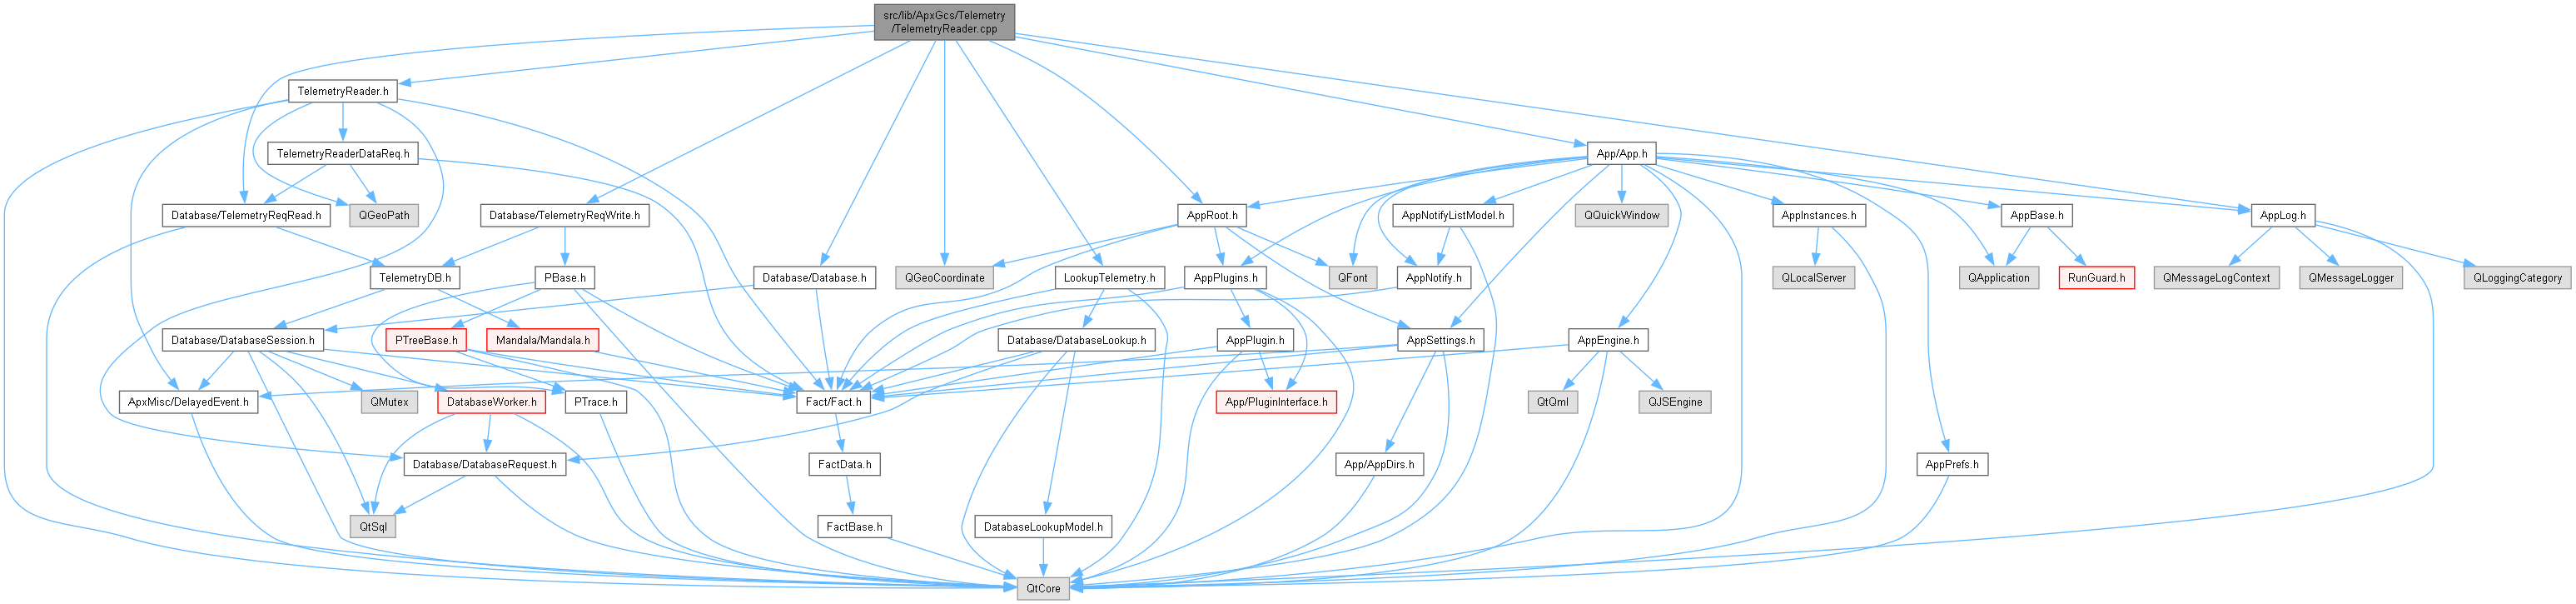 src/lib/ApxGcs/Telemetry
/TelemetryReader.cpp
TelemetryReader.h
TelemetryReaderDataReq.h
App/App.h
Database/TelemetryReqRead.h
QGeoPath
Database/TelemetryReqWrite.h
AppRoot.h
AppNotifyListModel.h
QQuickWindow
AppInstances.h
AppBase.h
AppLog.h
TelemetryDB.h
PBase.h
Database/Database.h
QGeoCoordinate
LookupTelemetry.h
AppPlugins.h
QFont
AppNotify.h
QLocalServer
QApplication
RunGuard.h
QMessageLogContext
QMessageLogger
QLoggingCategory
Database/DatabaseSession.h
PTreeBase.h
Mandala/Mandala.h
Database/DatabaseLookup.h
AppPlugin.h
AppSettings.h
AppEngine.h
ApxMisc/DelayedEvent.h
QMutex
DatabaseWorker.h
PTrace.h
Fact/Fact.h
App/PluginInterface.h
QtQml
QJSEngine
Database/DatabaseRequest.h
FactData.h
App/AppDirs.h
AppPrefs.h
QtSql
FactBase.h
DatabaseLookupModel.h
QtCore